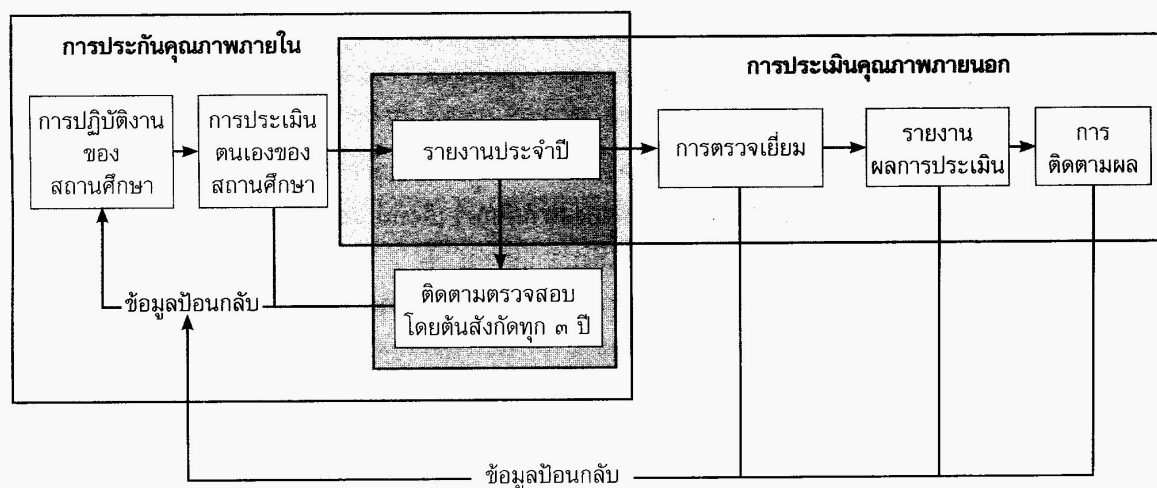 การประกันคุณภาพภายใน
การประเมินคุณภาพภายนอก
การปฏิบัติงาน
ของ
สถานศึกษา
การประเมิน
ตนเองของ
สถานศึกษา
รายงานประจำปี
การตรวจเยี่ยม
รายงาน
ผลการประเมิน
การ
ติดตามผล
ติดตามตรวจสอบ
โดยต้นสังกัดทุก ๓ ปี
ข้อมูลป้อนกลับ
ข้อมูลป้อนกลับ